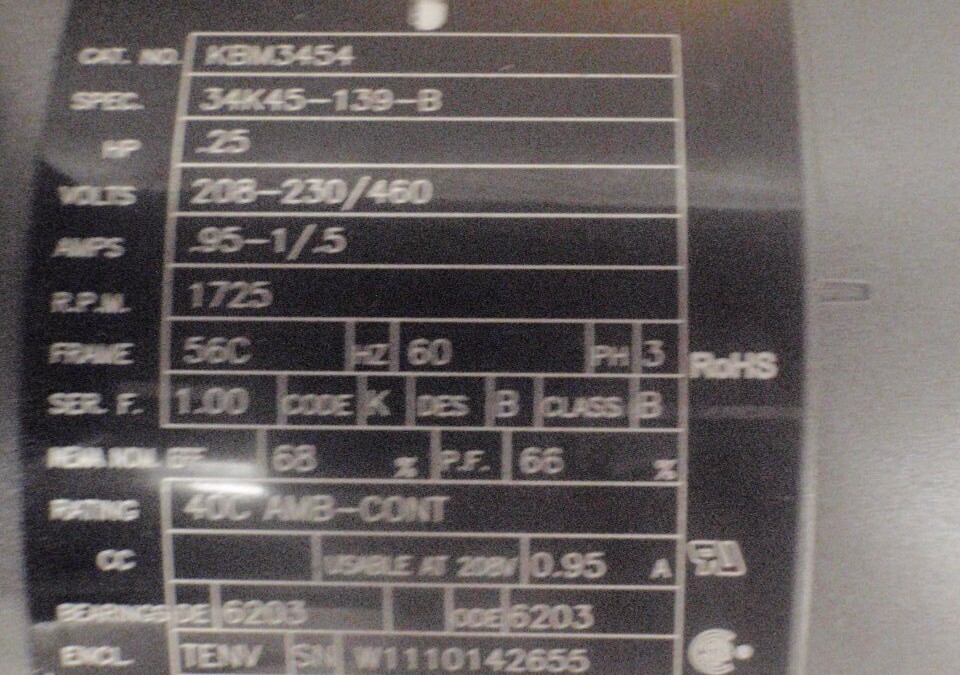 CAT. NO. KBM3454
SPEC. 34K45-139-B
HP .25
VOLTS 208-230/460
AMPS .95-1/.5
R.P.M. 1725
FRAME 56C HZ 60 PH 3
RoHS
SER. F. 1.00 CODE K DES B CLASS B
NEMA NOM. EFF 68 % P.F. 66 %
RATING 40C AMB-CONT
CC USABLE AT 208V 0.95 A
BEARINGS DE 6203 ODE 6203
ENCL. TENV SN W1110142655